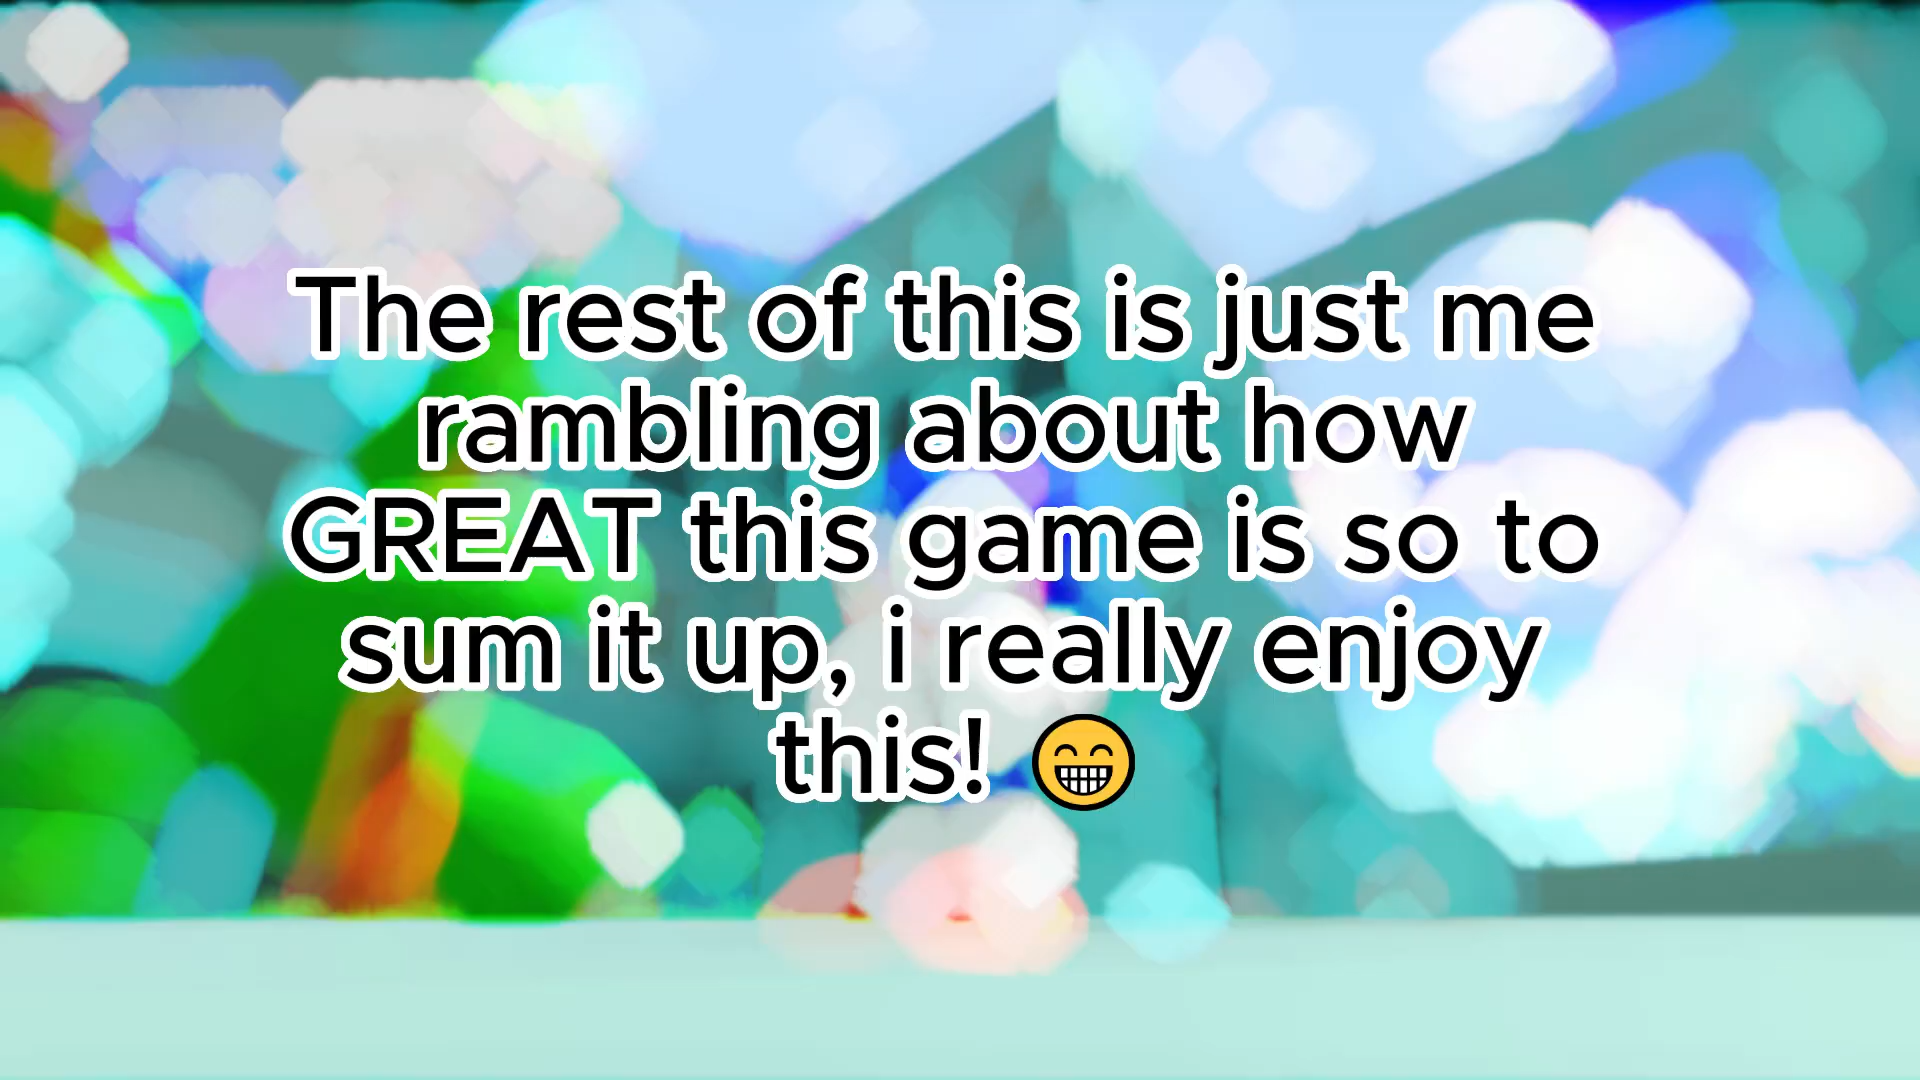 The rest of this is just me
rambling about how
GREAT this game is so to
sum it up, i really enjoy
this! 😁